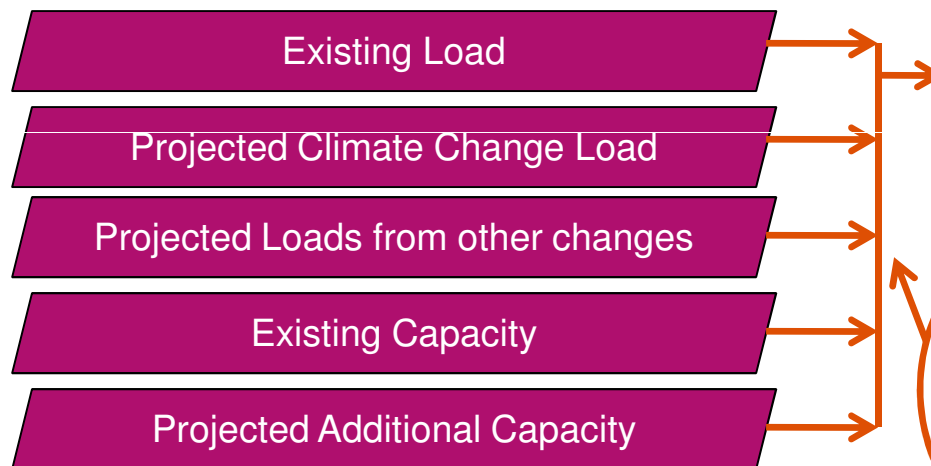 Existing Load
Projected Climate Change Load
Projected Loads from other changes
Existing Capacity
Projected Additional Capacity